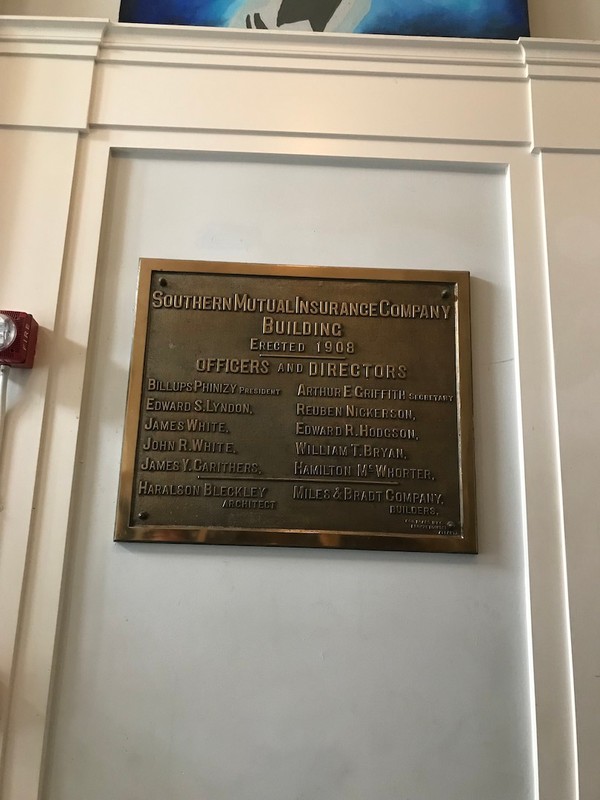 SOUTHERN MUTUAL INSURANCE COMPANY
BUILDING
ERECTED 1908
OFFICERS AND DIRECTORS
BILLUPS PHINIZY PRESIDENT ARTHUR E. GRIFFITH SECRETARY
EDWARD S. LYNDON, REUBEN NICKERSON,
JAMES WHITE, EDWARD R. HODGSON,
JOHN R. WHITE, WILLIAM T. BRYAN,
JAMES Y. CARITHERS, HAMILTON MCWHORTER,
HARALSON BLECKLEY MILES & BRADT COMPANY,
ARCHITECT BUILDERS,
FIRE